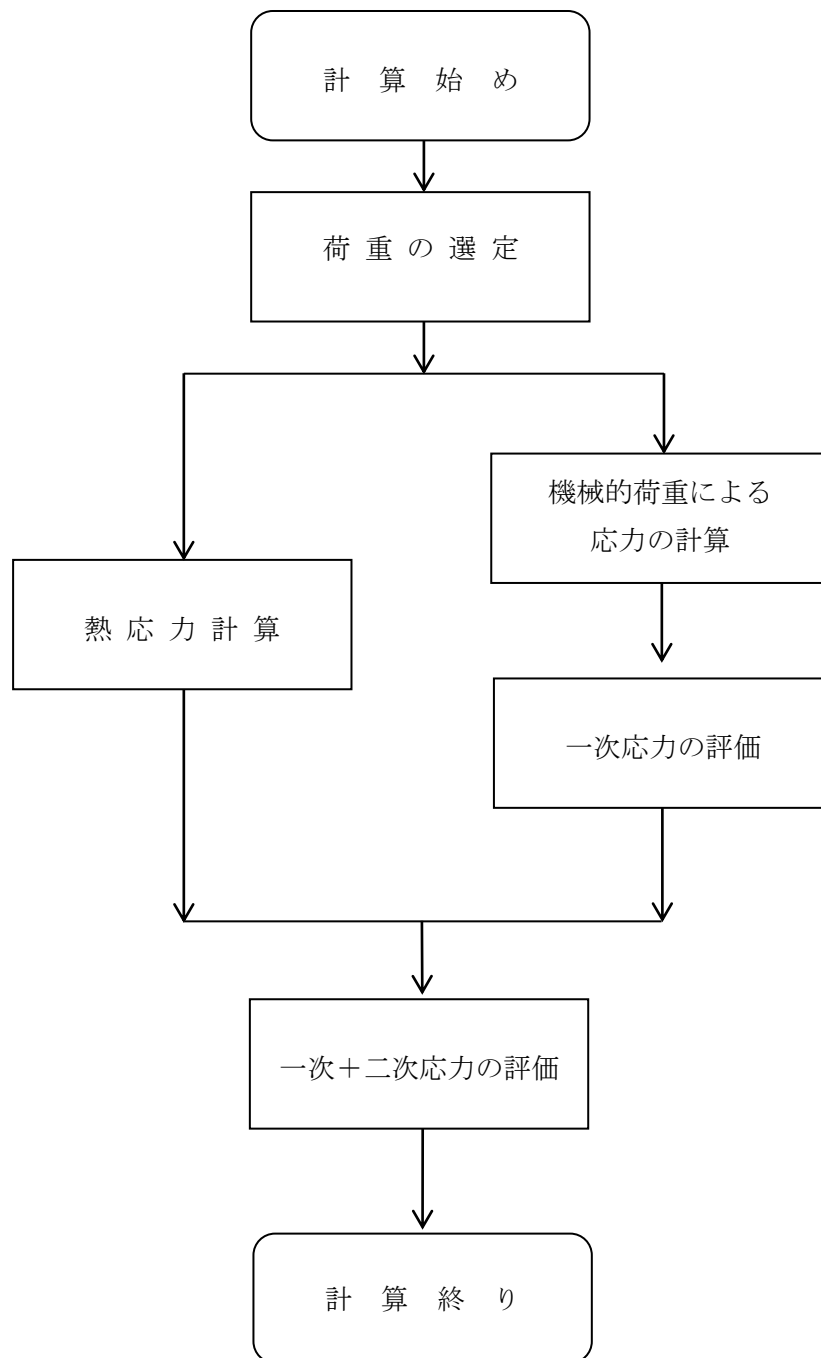 計 算 始 め
荷 重 の 選 定
機械的荷重による
応力の計算
熱 応 力 計 算
一次応力の評価
一次＋二次応力の評価
計 算 終 り